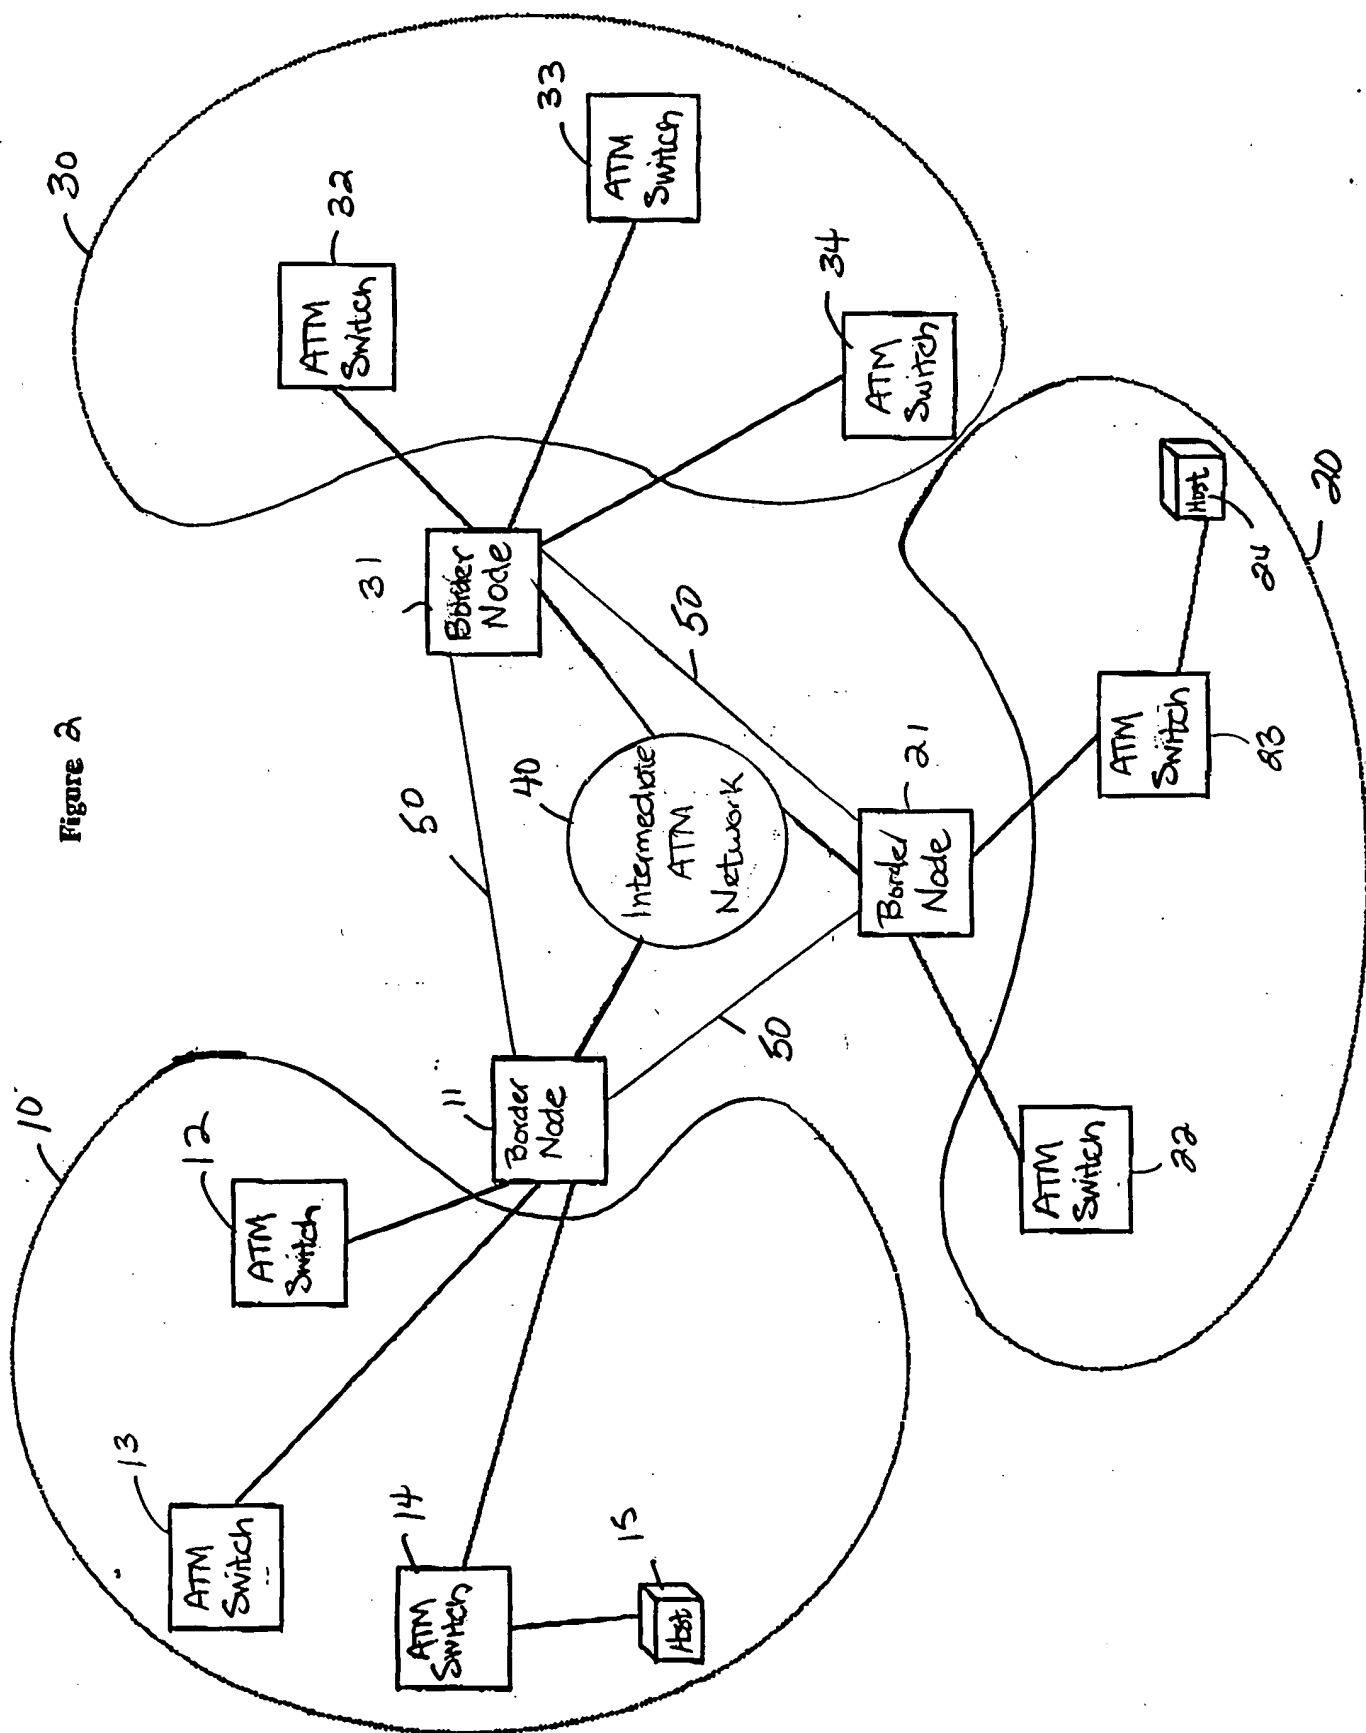 Figure 2
10
13
ATM
Switch
12
ATM
Switch
14
ATM
Switch
15
Host
11
Border
Node
50
40
Intermediate
ATM
Network
50
50
31
Border
Node
30
32
ATM
Switch
33
ATM
Switch
34
ATM
Switch
21
Border
Node
22
ATM
Switch
23
ATM
Switch
24
Host
20